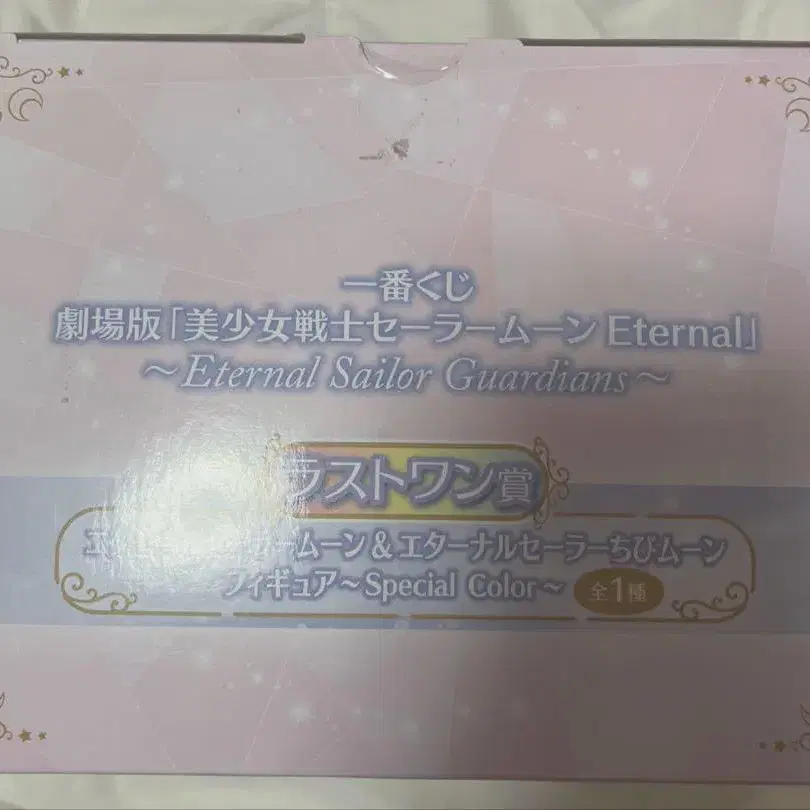 一番くじ
劇場版「美少女戦士セーラームーン Eternal」
～Eternal Sailor Guardians～
ラストワン賞
ームーン＆エターナルセーラーちびムーン
フィギュア～Special Color～ 全1種